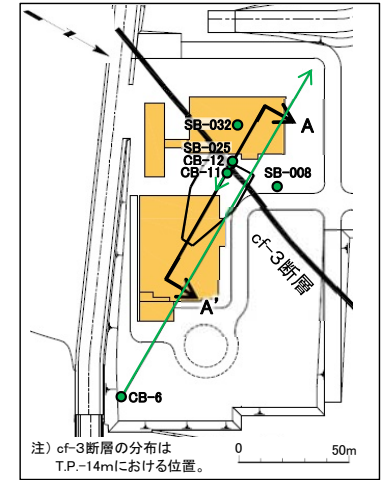 SB-032
A
SB-025
CB-12
CB-11
SB-008
cf-3断層
A'
CB-6
注) cf-3断層の分布は
T.P.-14mにおける位置。
0 50m